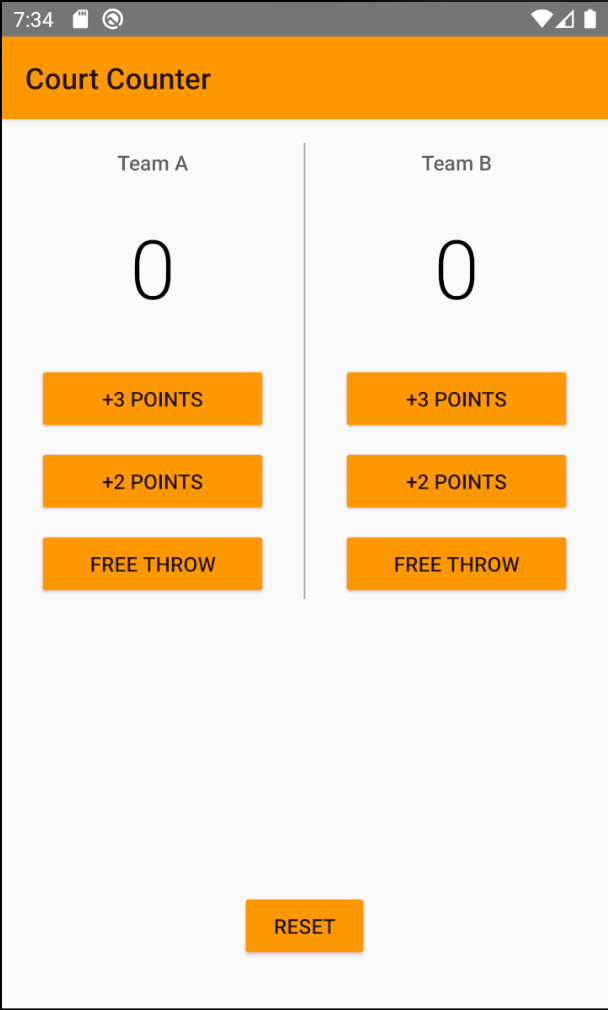 7:34
Court Counter
Team A
Team B
0
0
+3 POINTS
+3 POINTS
+2 POINTS
+2 POINTS
FREE THROW
FREE THROW
RESET